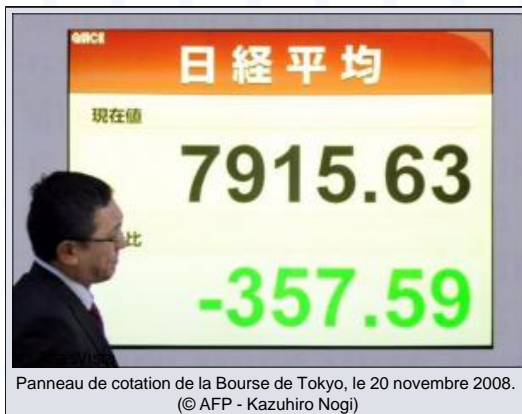 QUICK
日経平均
現在値
7915.63
比
-357.59
Panneau de cotation de la Bourse de Tokyo, le 20 novembre 2008.
(© AFP - Kazuhiro Nogi)